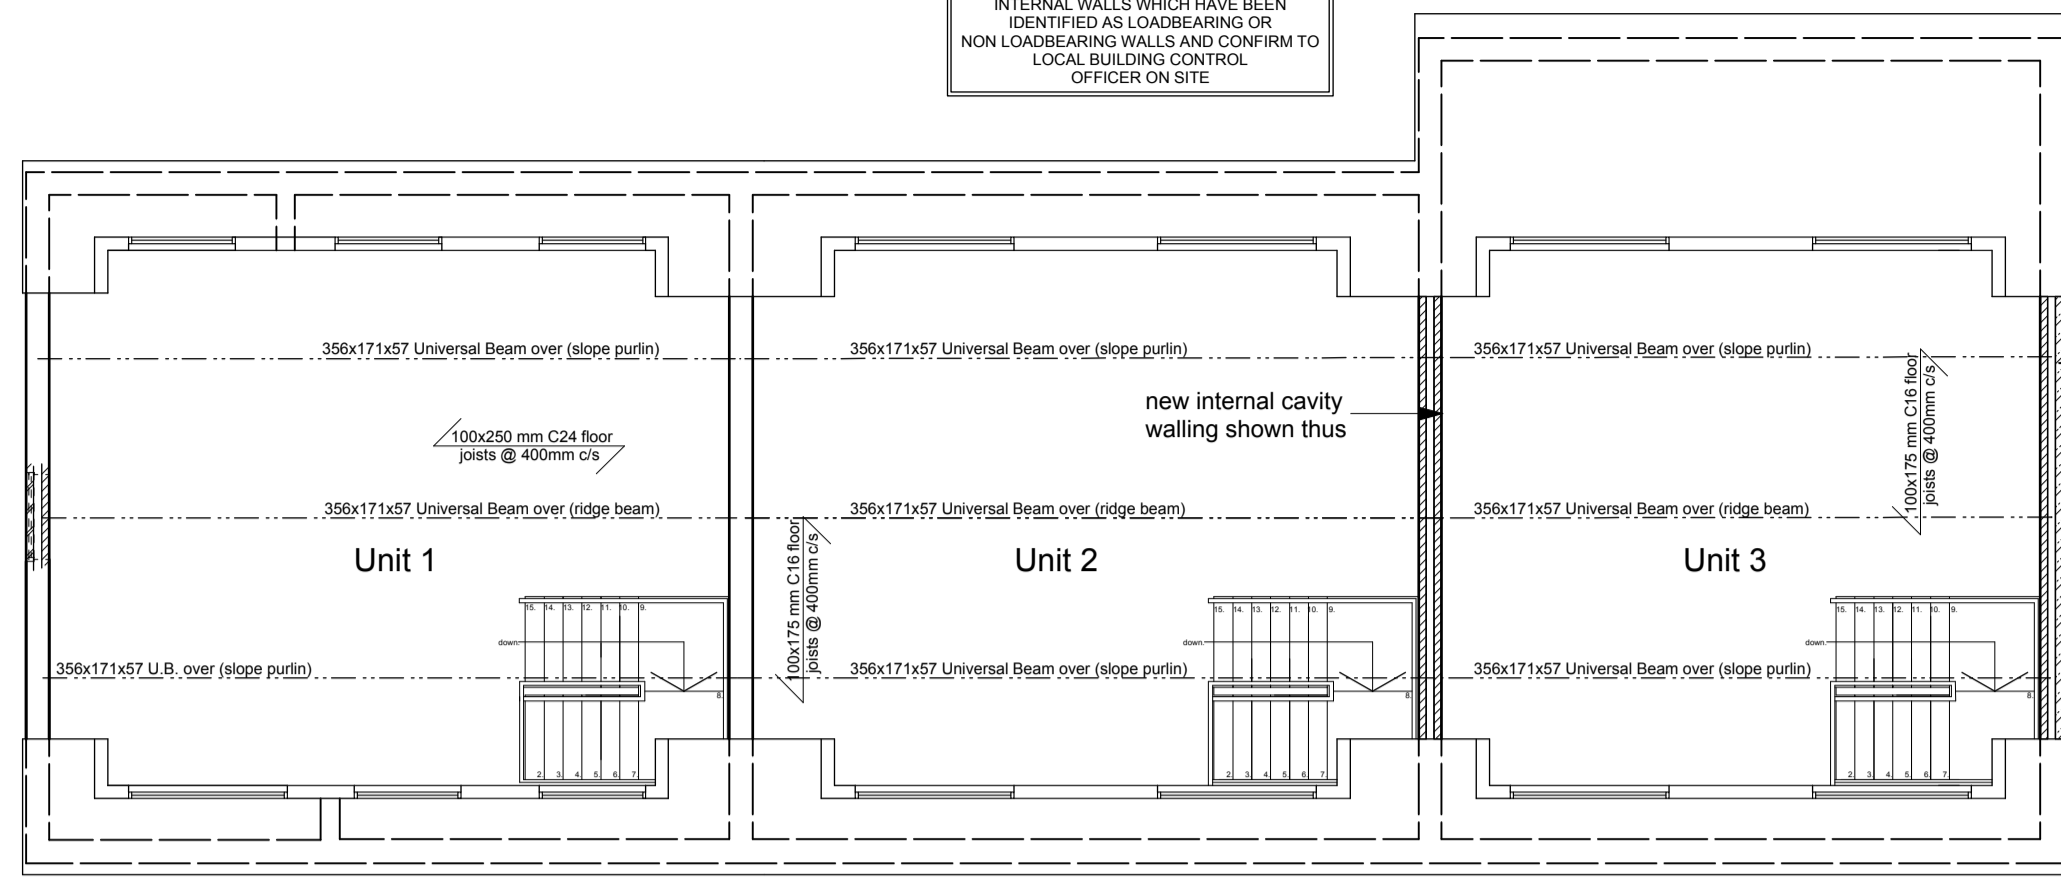 INTERNAL WALLS WHICH HAVE BEEN
IDENTIFIED AS LOADBEARING OR
NON LOADBEARING WALLS AND CONFIRM TO
LOCAL BUILDING CONTROL
OFFICER ON SITE
356x171x57 Universal Beam over (slope purlin)
356x171x57 Universal Beam over (slope purlin)
356x171x57 Universal Beam over (slope purlin)
new internal cavity
walling shown thus
100x250 mm C24 floor
joists @ 400mm c/s
100x175 mm C16 floor
joists @ 400mm c/s
356x171x57 Universal Beam over (ridge beam)
356x171x57 Universal Beam over (ridge beam)
356x171x57 Universal Beam over (ridge beam)
Unit 1
Unit 2
Unit 3
100x175 mm C16 floor
joists @ 400mm c/s
15. 14. 13. 12. 11. 10. 9.
15. 14. 13. 12. 11. 10. 9.
15. 14. 13. 12. 11. 10. 9.
down.
down.
down.
356x171x57 U.B. over (slope purlin)
356x171x57 Universal Beam over (slope purlin)
356x171x57 Universal Beam over (slope purlin)
8.
8.
8.
2. 3. 4. 5. 6. 7.
2. 3. 4. 5. 6. 7.
2. 3. 4. 5. 6. 7.